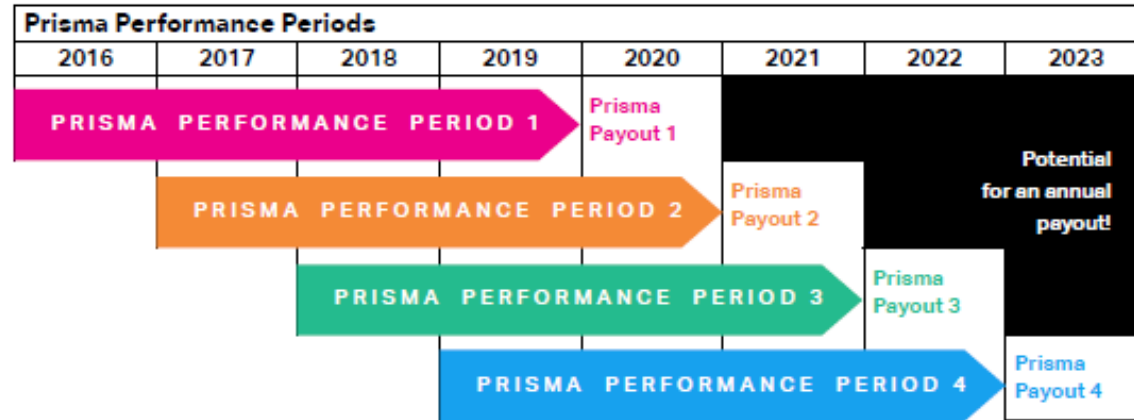 Prisma Performance Periods
2016 2017 2018 2019 2020 2021 2022 2023
PRISMA PERFORMANCE PERIOD 1
Prisma
Payout 1
Potential
for an annual
payout!
PRISMA PERFORMANCE PERIOD 2
Prisma
Payout 2
PRISMA PERFORMANCE PERIOD 3
Prisma
Payout 3
PRISMA PERFORMANCE PERIOD 4
Prisma
Payout 4